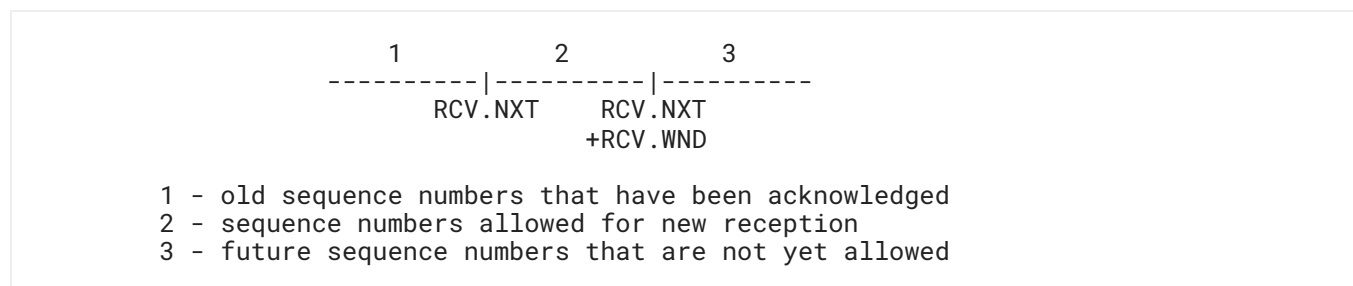 1 2 3
----------|----------|----------
RCV.NXT RCV.NXT
+RCV.WND
1 - old sequence numbers that have been acknowledged
2 - sequence numbers allowed for new reception
3 - future sequence numbers that are not yet allowed